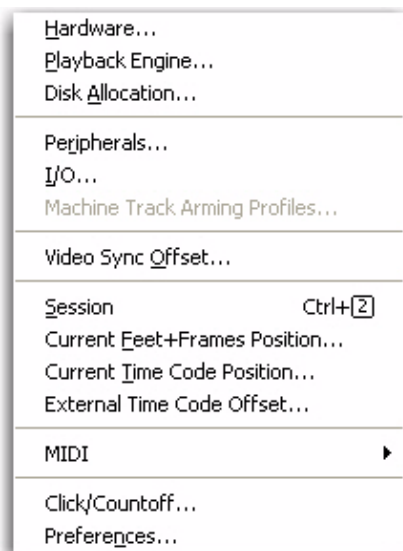 Hardware...
Playback Engine...
Disk Allocation...
Peripherals...
I/O...
Machine Track Arming Profiles...
Video Sync Offset...
Session Ctrl+2
Current Feet+Frames Position...
Current Time Code Position...
External Time Code Offset...
MIDI
Click/Countoff...
Preferences...